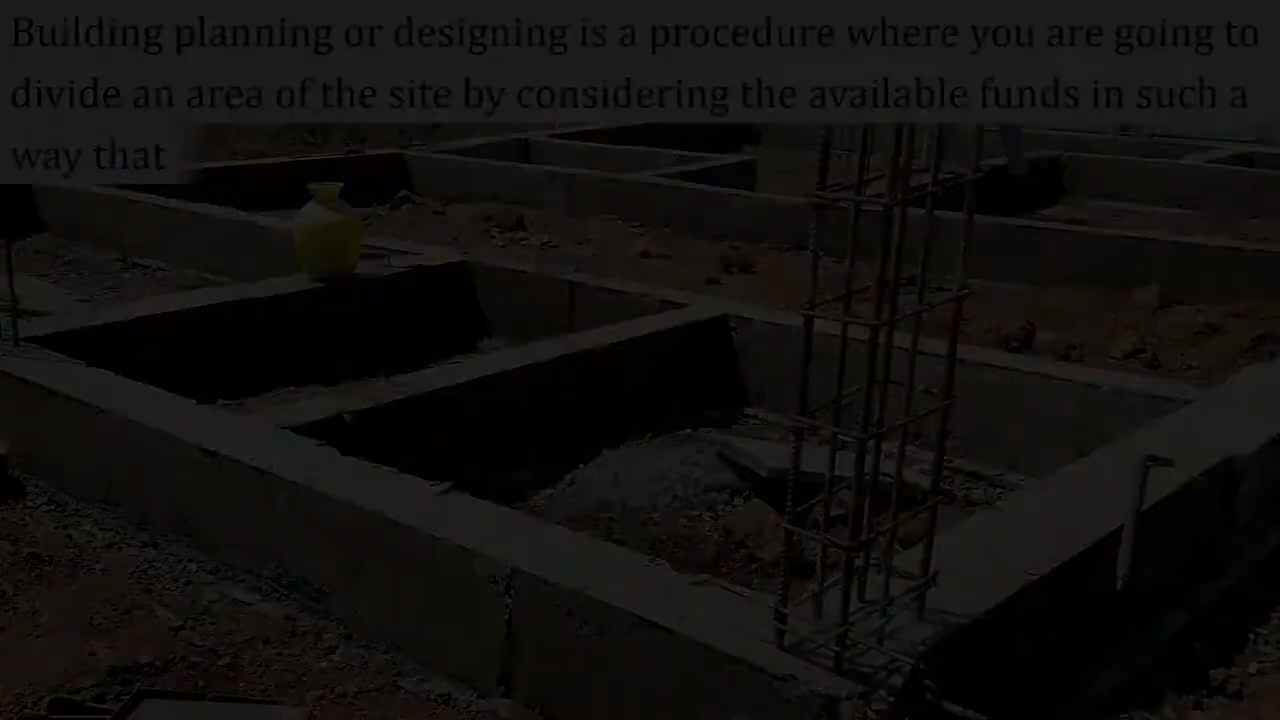 Building planning or designing is a procedure where you are going to
divide an area of the site by considering the available funds in such a
way that